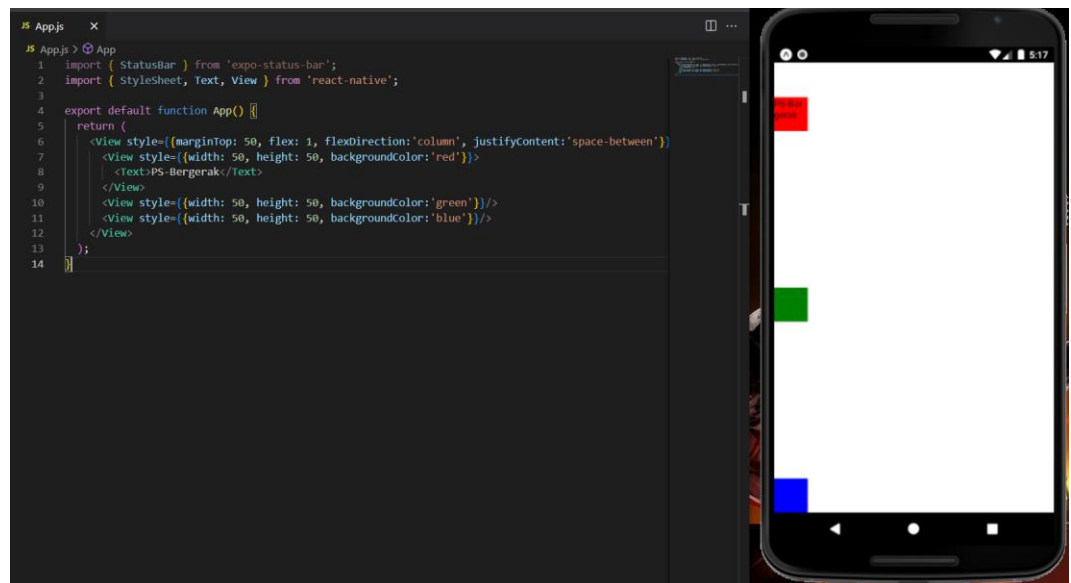 JS App.js ×
JS App.js > App
1 import { StatusBar } from 'expo-status-bar';
2 import { StyleSheet, Text, View } from 'react-native';
3
4 export default function App() {
5 return (
6 <View style={{marginTop: 50, flex: 1, flexDirection:'column', justifyContent:'space-between'}}
7 <View style={{width: 50, height: 50, backgroundColor:'red'}}>
8 <Text>PS-Bergerak</Text>
9 </View>
10 <View style={{width: 50, height: 50, backgroundColor:'green'}}/>
11 <View style={{width: 50, height: 50, backgroundColor:'blue'}}/>
12 </View>
13 );
14 }
T
5:17
PS-Ber
gerak